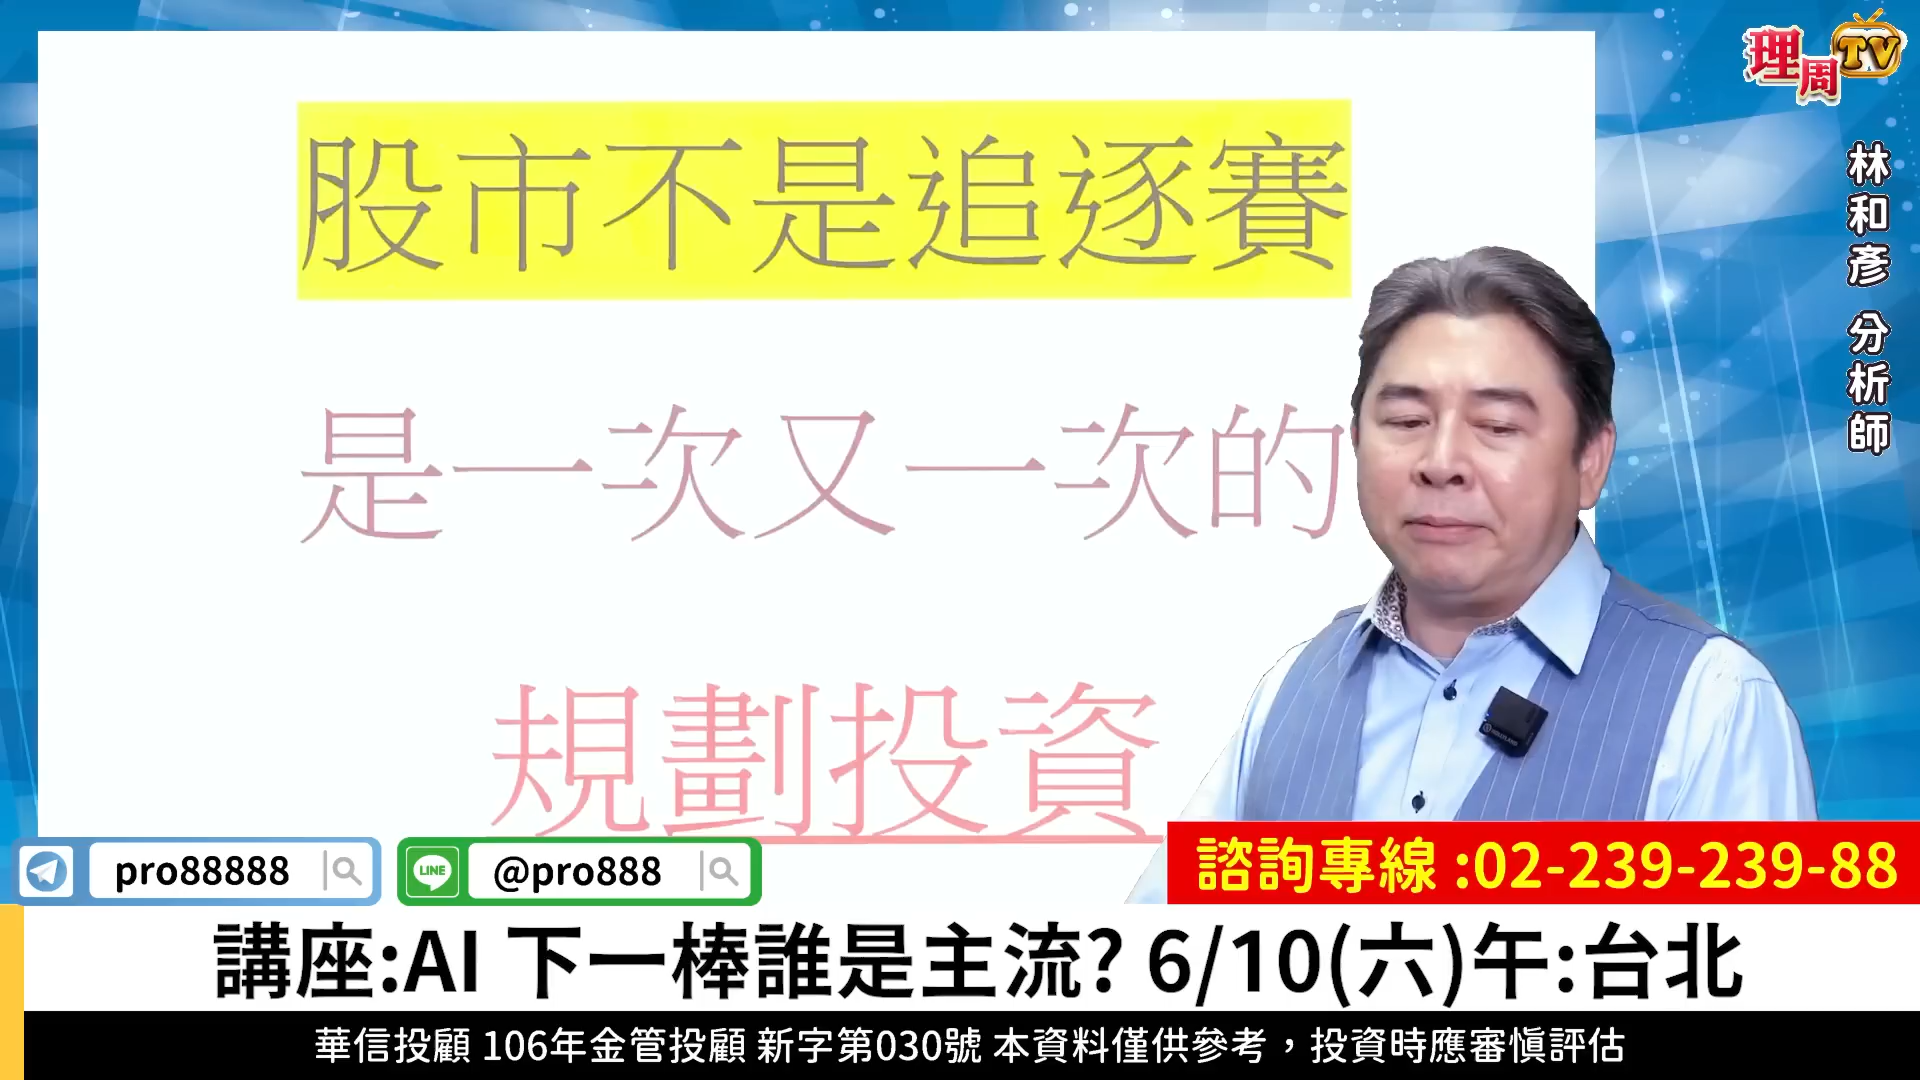 股市不是追逐賽
是一次又一次的
規劃投資
理周TV
林和彥 分析師
pro88888
LINE
@pro888
諮詢專線 :02-239-239-88
講座:AI 下一棒誰是主流? 6/10(六)午:台北
華信投顧 106年金管投顧 新字第030號 本資料僅供參考，投資時應審慎評估